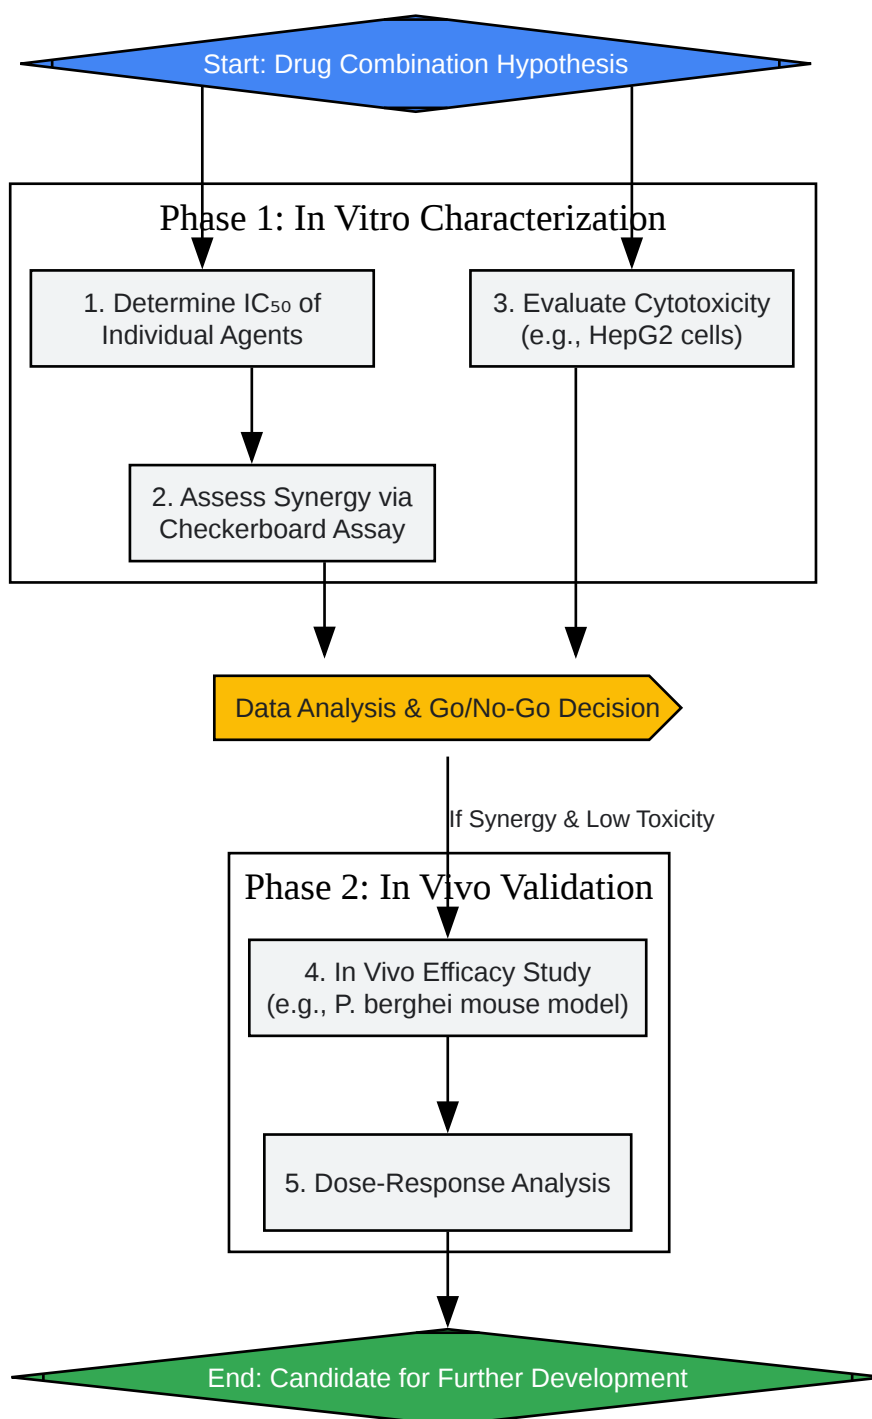 Start: Drug Combination Hypothesis
Phase 1: In Vitro Characterization
1. Determine IC₅₀ of
Individual Agents
3. Evaluate Cytotoxicity
(e.g., HepG2 cells)
2. Assess Synergy via
Checkerboard Assay
Data Analysis & Go/No-Go Decision
If Synergy & Low Toxicity
Phase 2: In Vivo Validation
4. In Vivo Efficacy Study
(e.g., P. berghei mouse model)
5. Dose-Response Analysis
End: Candidate for Further Development